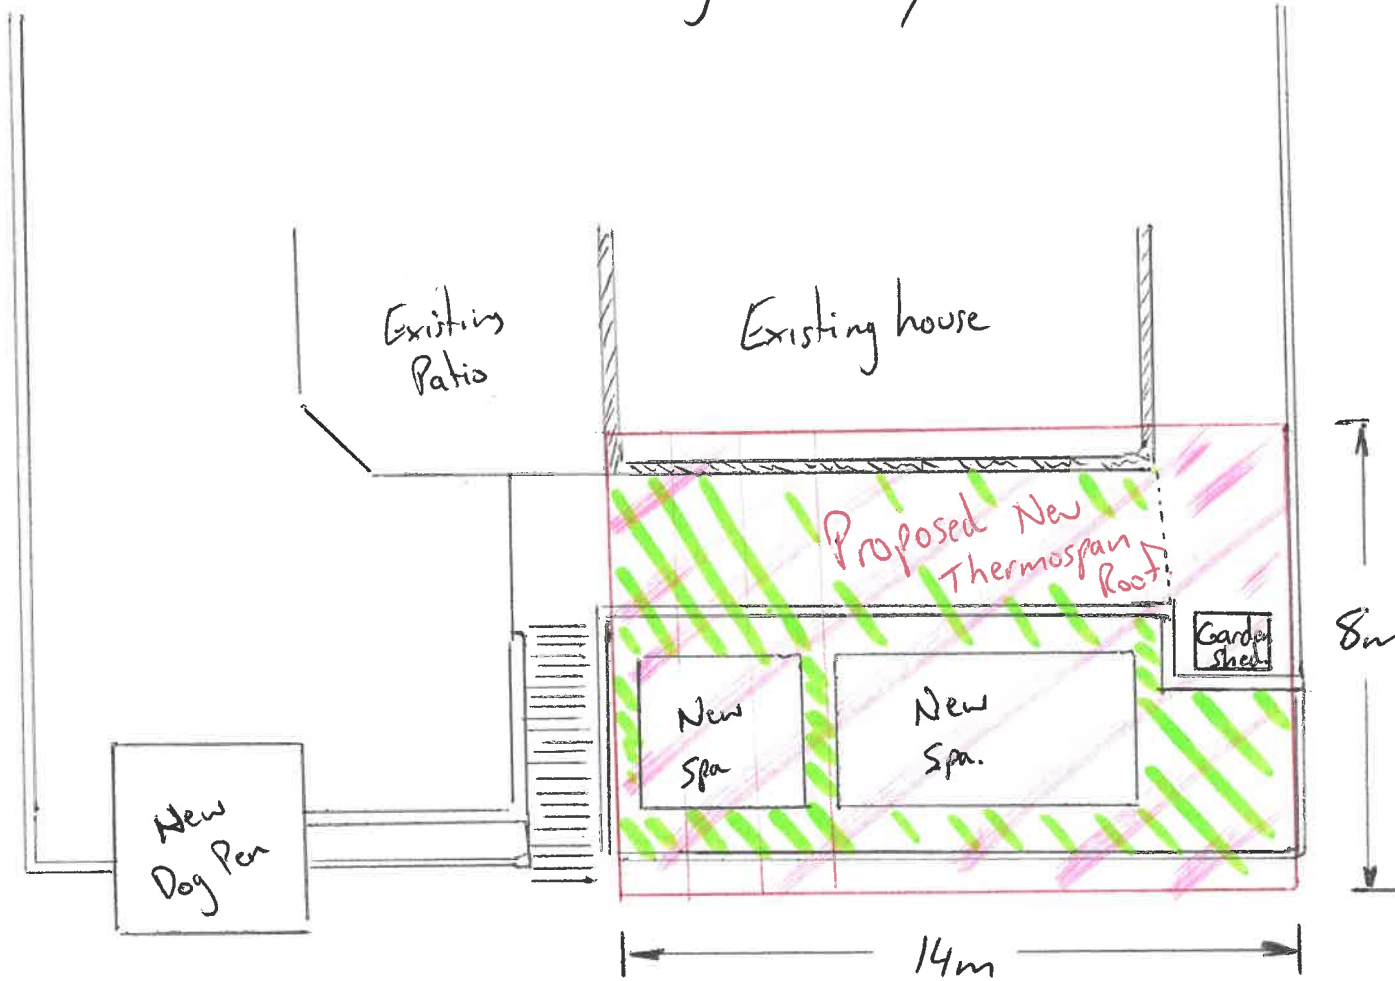 Existing
Patio
Existing house
Proposed New
Thermospan
Roof
Garden
Shed
8m
New
Spa
New
Spa.
New
Dog Pen
14m